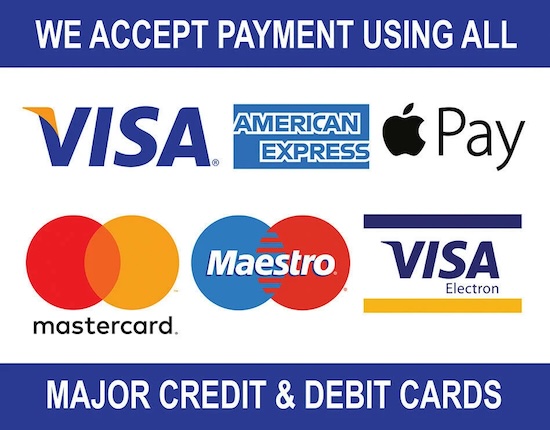 WE ACCEPT PAYMENT USING ALL
VISA®
AMERICAN
EXPRESS
Pay
mastercard.
Maestro®
VISA
Electron
MAJOR CREDIT & DEBIT CARDS